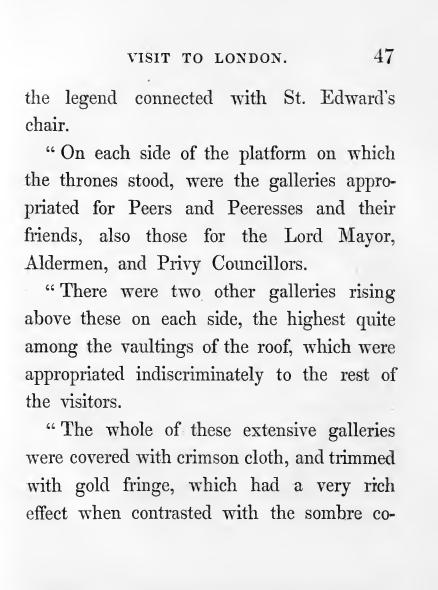 VISIT TO LONDON. 47
the legend connected with St. Edward's
chair.
“ On each side of the platform on which
the thrones stood, were the galleries appro-
priated for Peers and Peeresses and their
friends, also those for the Lord Mayor,
Aldermen, and Privy Councillors.
“ There were two other galleries rising
above these on each side, the highest quite
among the vaultings of the roof, which were
appropriated indiscriminately to the rest of
the visitors.
“ The whole of these extensive galleries
were covered with crimson cloth, and trimmed
with gold fringe, which had a very rich
effect when contrasted with the sombre co-